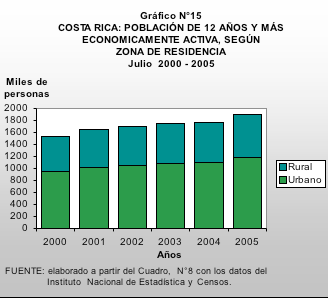 Gráfico N°15
COSTA RICA: POBLACIÓN DE 12 AÑOS Y MÁS
ECONOMICAMENTE ACTIVA, SEGÚN
ZONA DE RESIDENCIA
Julio 2000 - 2005
Miles de
personas
2000
1800
1600
1400
1200
1000
800
600
400
200
0
Rural
Urbano
2000 2001 2002 2003 2004 2005
Años
FUENTE: elaborado a partir del Cuadro, N°8 con los datos del
Instituto Nacional de Estadística y Censos.